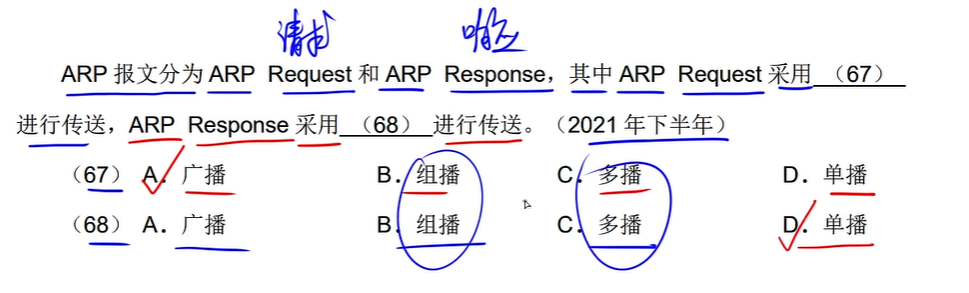 请求 响应
ARP 报文分为 ARP Request 和 ARP Response，其中 ARP Request 采用 （67）
进行传送，ARP Response 采用 （68） 进行传送。（2021 年下半年）
（67）A．广播 B．组播 C．多播 D．单播
（68）A．广播 B．组播 C．多播 D．单播